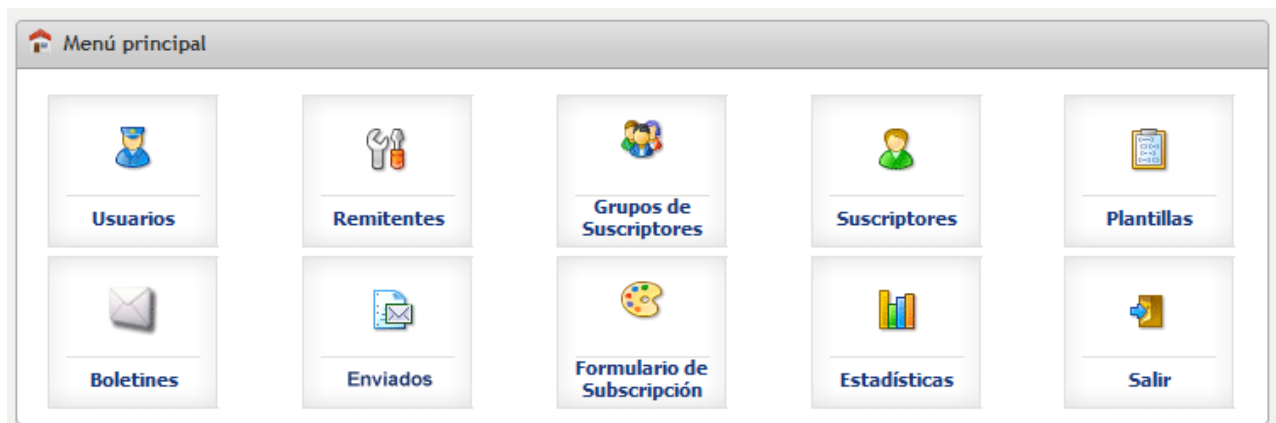 Menú principal
Usuarios
Remitentes
Grupos de
Suscriptores
Suscriptores
Plantillas
Boletines
Enviados
Formulario de
Subscripción
Estadísticas
Salir